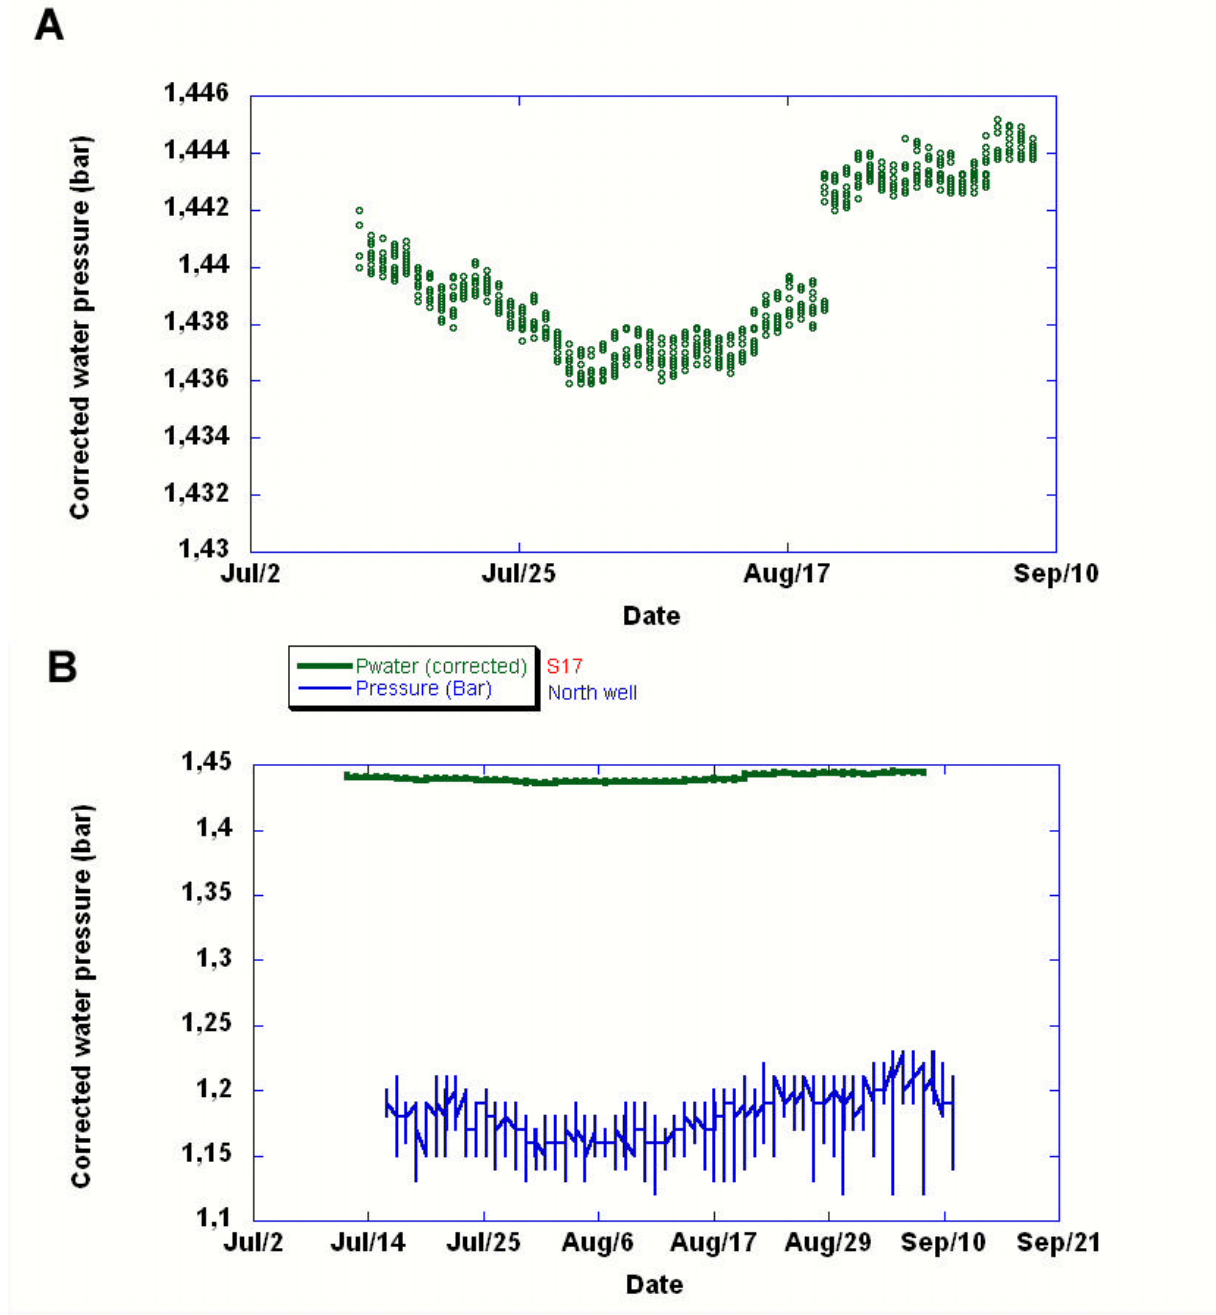 A
1,446
1,444
1,442
1,44
1,438
1,436
1,434
1,432
1,43
Corrected water pressure (bar)
Jul/2 Jul/25 Aug/17 Sep/10
Date
B
Pwater (corrected) S17
Pressure (Bar) North well
1,45
1,4
1,35
1,3
1,25
1,2
1,15
1,1
Corrected water pressure (bar)
Jul/2 Jul/14 Jul/25 Aug/6 Aug/17 Aug/29 Sep/10 Sep/21
Date